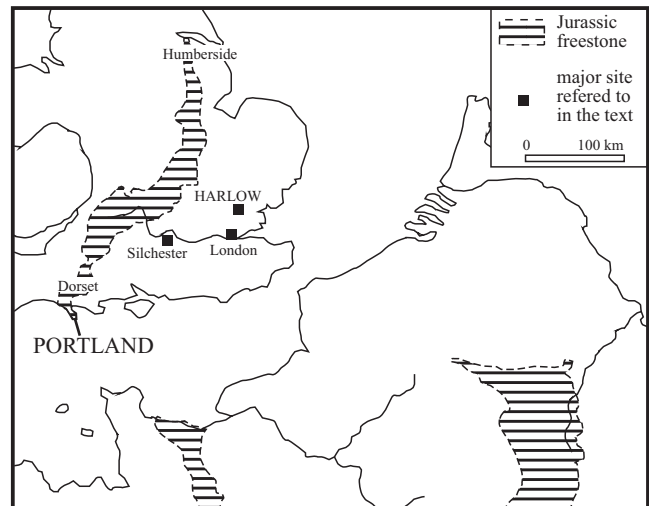 Jurassic
freestone
major site
refered to
in the text
0 100 km
Humberside
HARLOW
Silchester
London
Dorset
PORTLAND